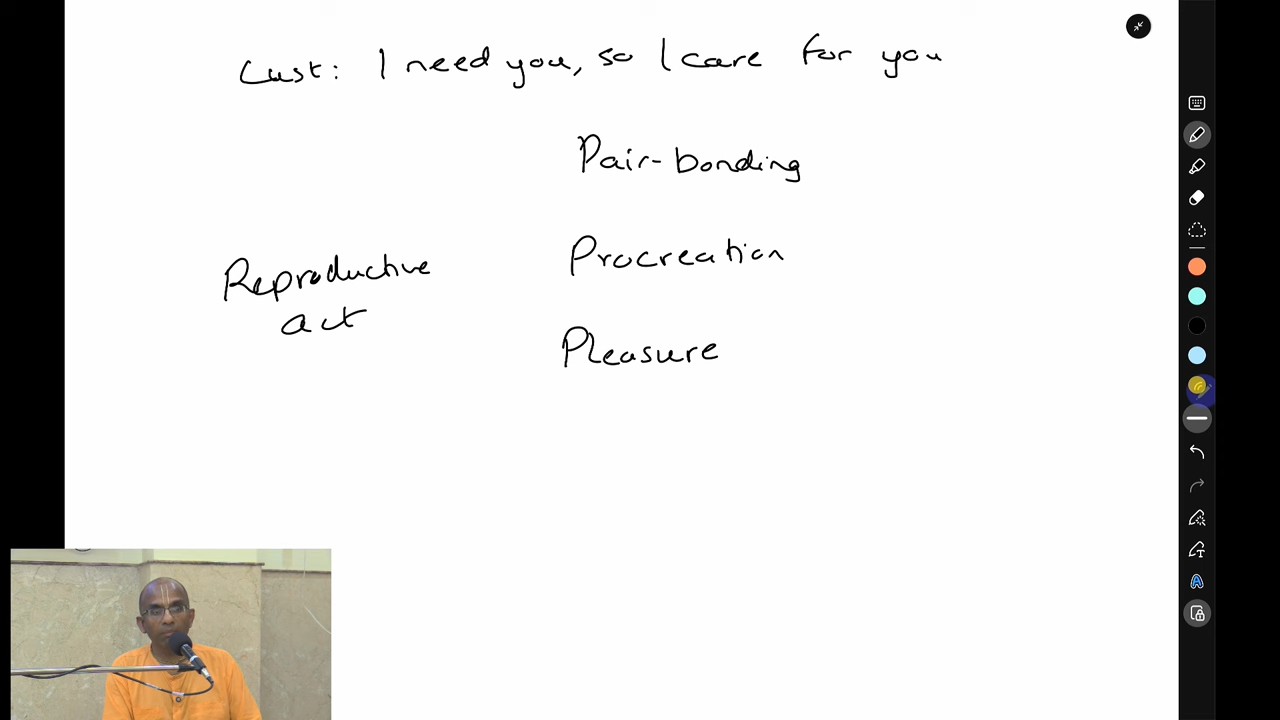 Lust: I need you, so I care for you
Pair-bonding
Procreation
Reproductive
act
Pleasure